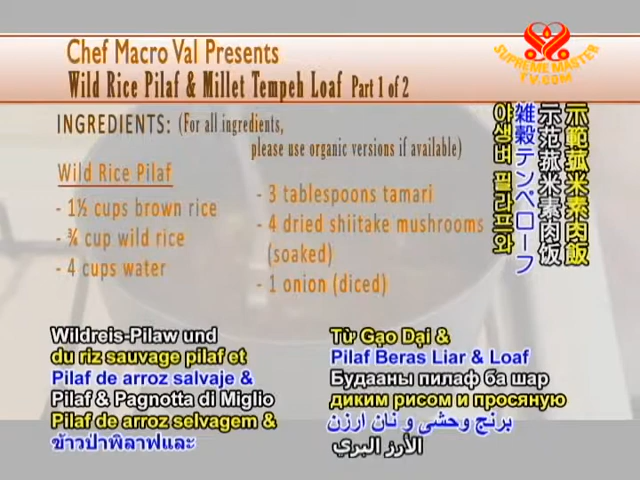 SUPREME MASTER
TV.COM
Chef Macro Val Presents
Wild Rice Pilaf & Millet Tempeh Loaf Part 1 of 2
INGREDIENTS: (For all ingredients,
please use organic versions if available)
Wild Rice Pilaf
- 1½ cups brown rice
- ¾ cup wild rice
- 4 cups water
- 3 tablespoons tamari
- 4 dried shiitake mushrooms
(soaked)
- 1 onion (diced)
示範菰米素肉飯
示范菰米素肉饭
雑穀テンペローフ
야생벼 필라프와
Wildreis-Pilaw und
du riz sauvage pilaf et
Pilaf de arroz salvaje &
Pilaf & Pagnotta di Miglio
Pilaf de arroz selvagem &
ข้าวป่าพิลาฟและ
Từ Gạo Dại &
Pilaf Beras Liar & Loaf
Будааны пилаф ба шар
диким рисом и просяную
برنج وحشی و نان ارزن
الأرز البري